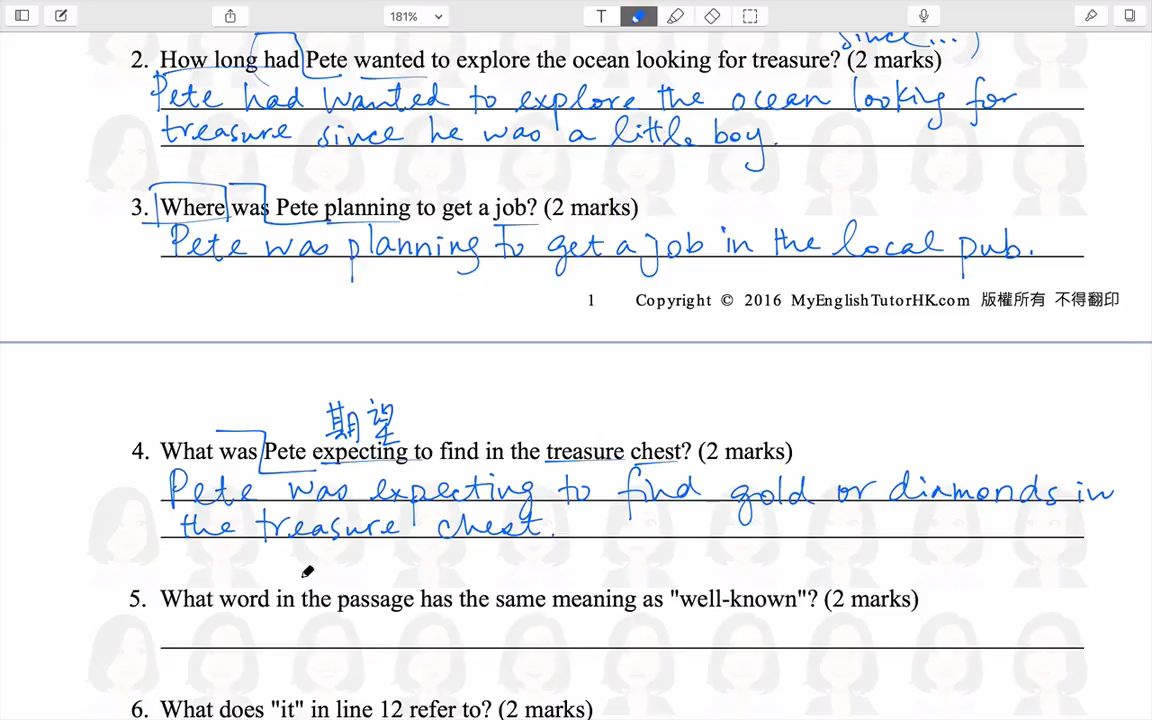 181%
T
since...)
2. How long had Pete wanted to explore the ocean looking for treasure? (2 marks)
Pete had wanted to explore the ocean looking for
treasure since he was a little boy.
3. Where was Pete planning to get a job? (2 marks)
Pete was planning to get a job in the local pub.
1 Copyright © 2016 MyEnglishTutorHK.com 版權所有 不得翻印
期望
4. What was Pete expecting to find in the treasure chest? (2 marks)
Pete was expecting to find gold or diamonds in
the treasure chest.
5. What word in the passage has the same meaning as "well-known"? (2 marks)
6. What does "it" in line 12 refer to? (2 marks)